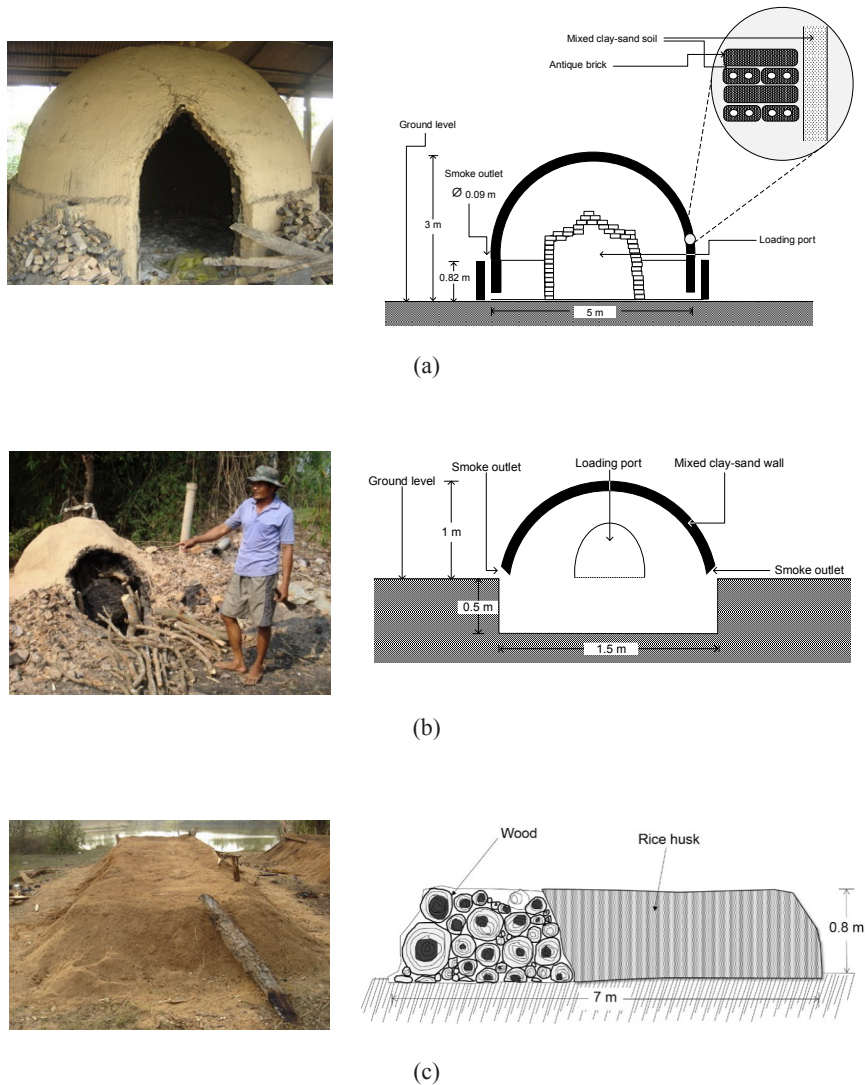 Mixed clay-sand soil
Antique brick
Ground level
Smoke outlet
Ø 0.09 m
3 m
Loading port
0.82 m
5 m
(a)
Smoke outlet
Loading port
Mixed clay-sand wall
Ground level
1 m
Smoke outlet
0.5 m
1.5 m
(b)
Wood
Rice husk
0.8 m
7 m
(c)